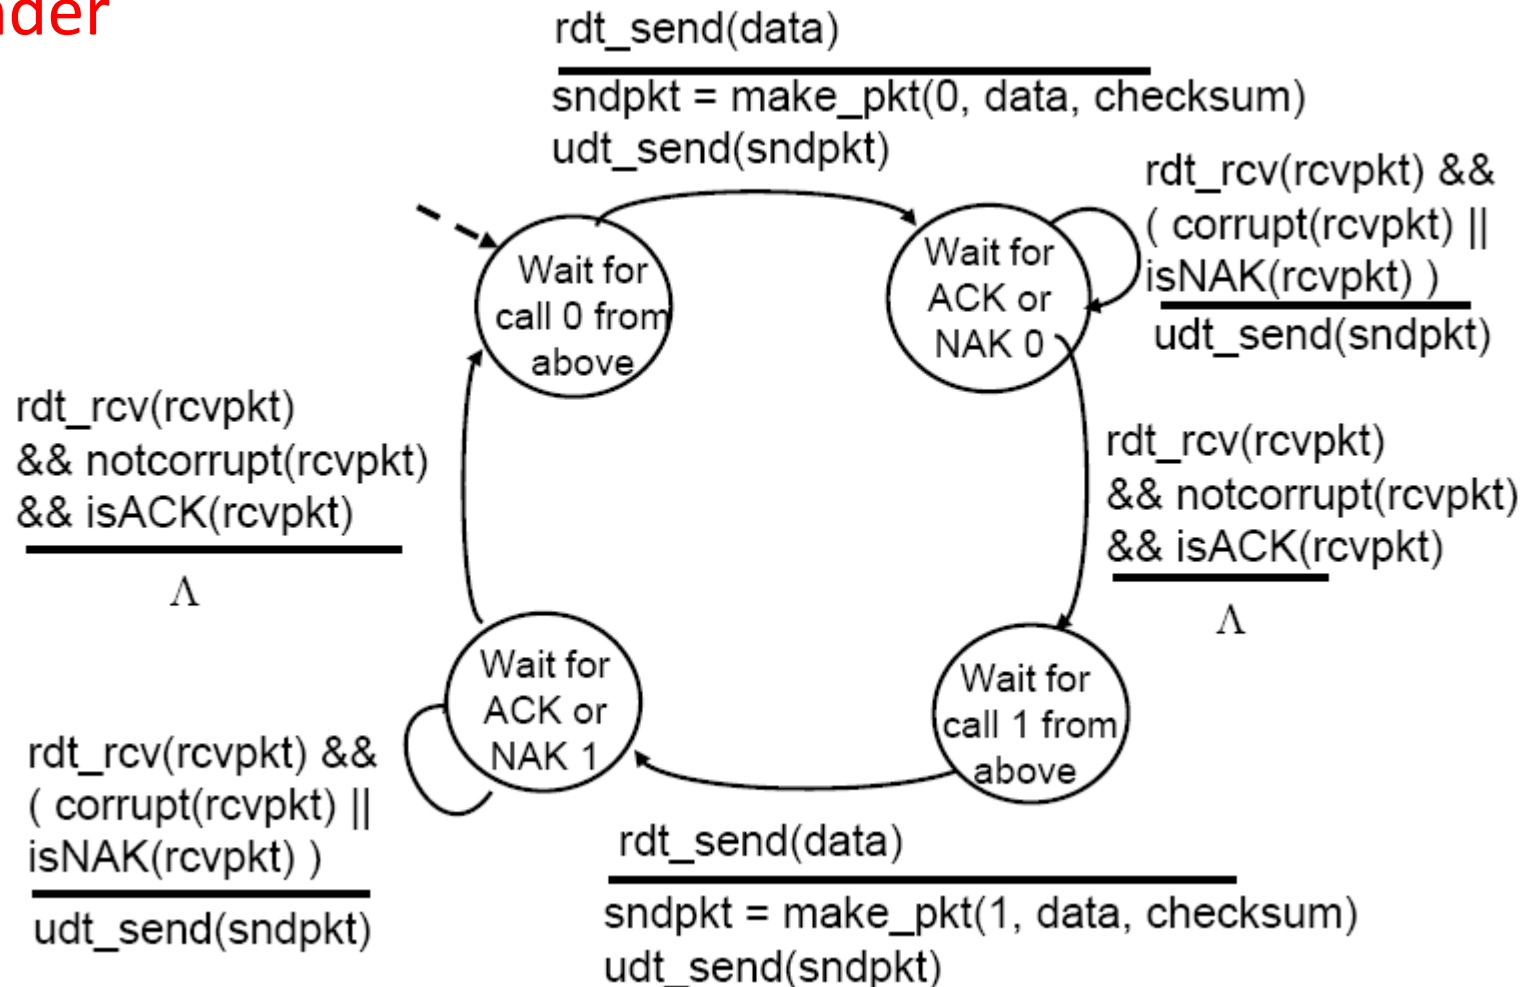 rdt_send(data)
sndpkt = make_pkt(0, data, checksum)
udt_send(sndpkt)
Wait for
call 0 from
above
Wait for
ACK or
NAK 0
rdt_rcv(rcvpkt) &&
( corrupt(rcvpkt) ||
isNAK(rcvpkt) )
udt_send(sndpkt)
rdt_rcv(rcvpkt)
&& notcorrupt(rcvpkt)
&& isACK(rcvpkt)
Λ
rdt_rcv(rcvpkt)
&& notcorrupt(rcvpkt)
&& isACK(rcvpkt)
Λ
Wait for
ACK or
NAK 1
Wait for
call 1 from
above
rdt_rcv(rcvpkt) &&
( corrupt(rcvpkt) ||
isNAK(rcvpkt) )
udt_send(sndpkt)
rdt_send(data)
sndpkt = make_pkt(1, data, checksum)
udt_send(sndpkt)